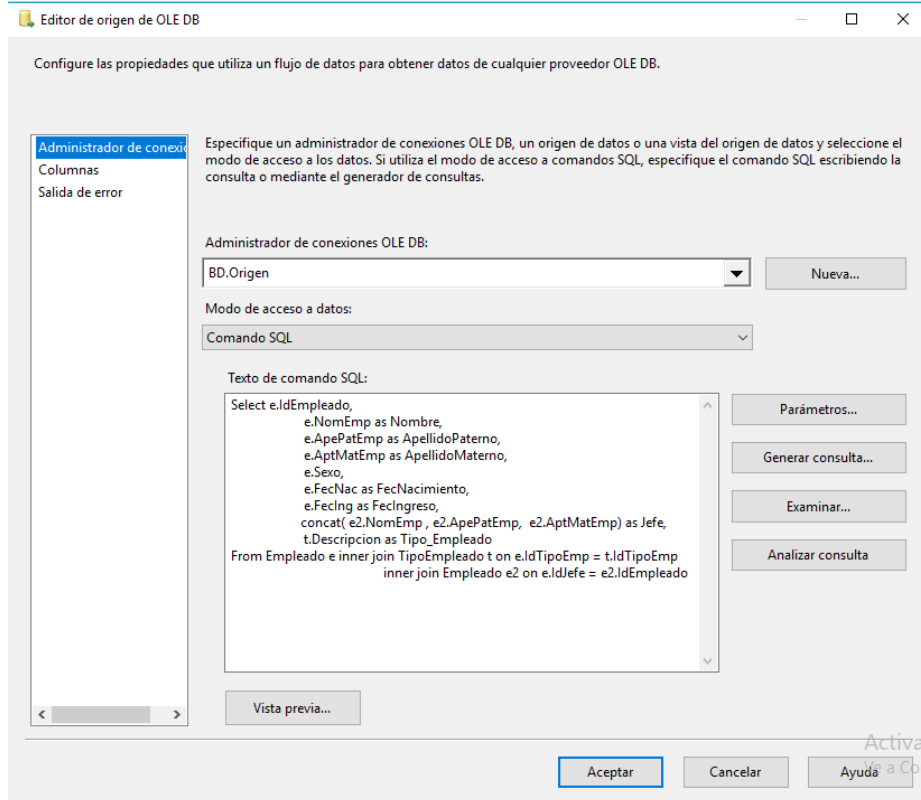 Editor de origen de OLE DB
Configure las propiedades que utiliza un flujo de datos para obtener datos de cualquier proveedor OLE DB.
Administrador de conexio
Columnas
Salida de error
Especifique un administrador de conexiones OLE DB, un origen de datos o una vista del origen de datos y seleccione el
modo de acceso a los datos. Si utiliza el modo de acceso a comandos SQL, especifique el comando SQL escribiendo la
consulta o mediante el generador de consultas.
Administrador de conexiones OLE DB:
BD.Origen
Nueva...
Modo de acceso a datos:
Comando SQL
Texto de comando SQL:
Select e.IdEmpleado,
e.NomEmp as Nombre,
e.ApePatEmp as ApellidoPaterno,
e.AptMatEmp as ApellidoMaterno,
e.Sexo,
e.FecNac as FecNacimiento,
e.FecIng as FecIngreso,
concat( e2.NomEmp , e2.ApePatEmp, e2.AptMatEmp) as Jefe,
t.Descripcion as Tipo_Empleado
From Empleado e inner join TipoEmpleado t on e.IdTipoEmp = t.IdTipoEmp
inner join Empleado e2 on e.IdJefe = e2.IdEmpleado
Parámetros...
Generar consulta...
Examinar...
Analizar consulta
Vista previa...
Activa
Ve a Co
Aceptar
Cancelar
Ayuda